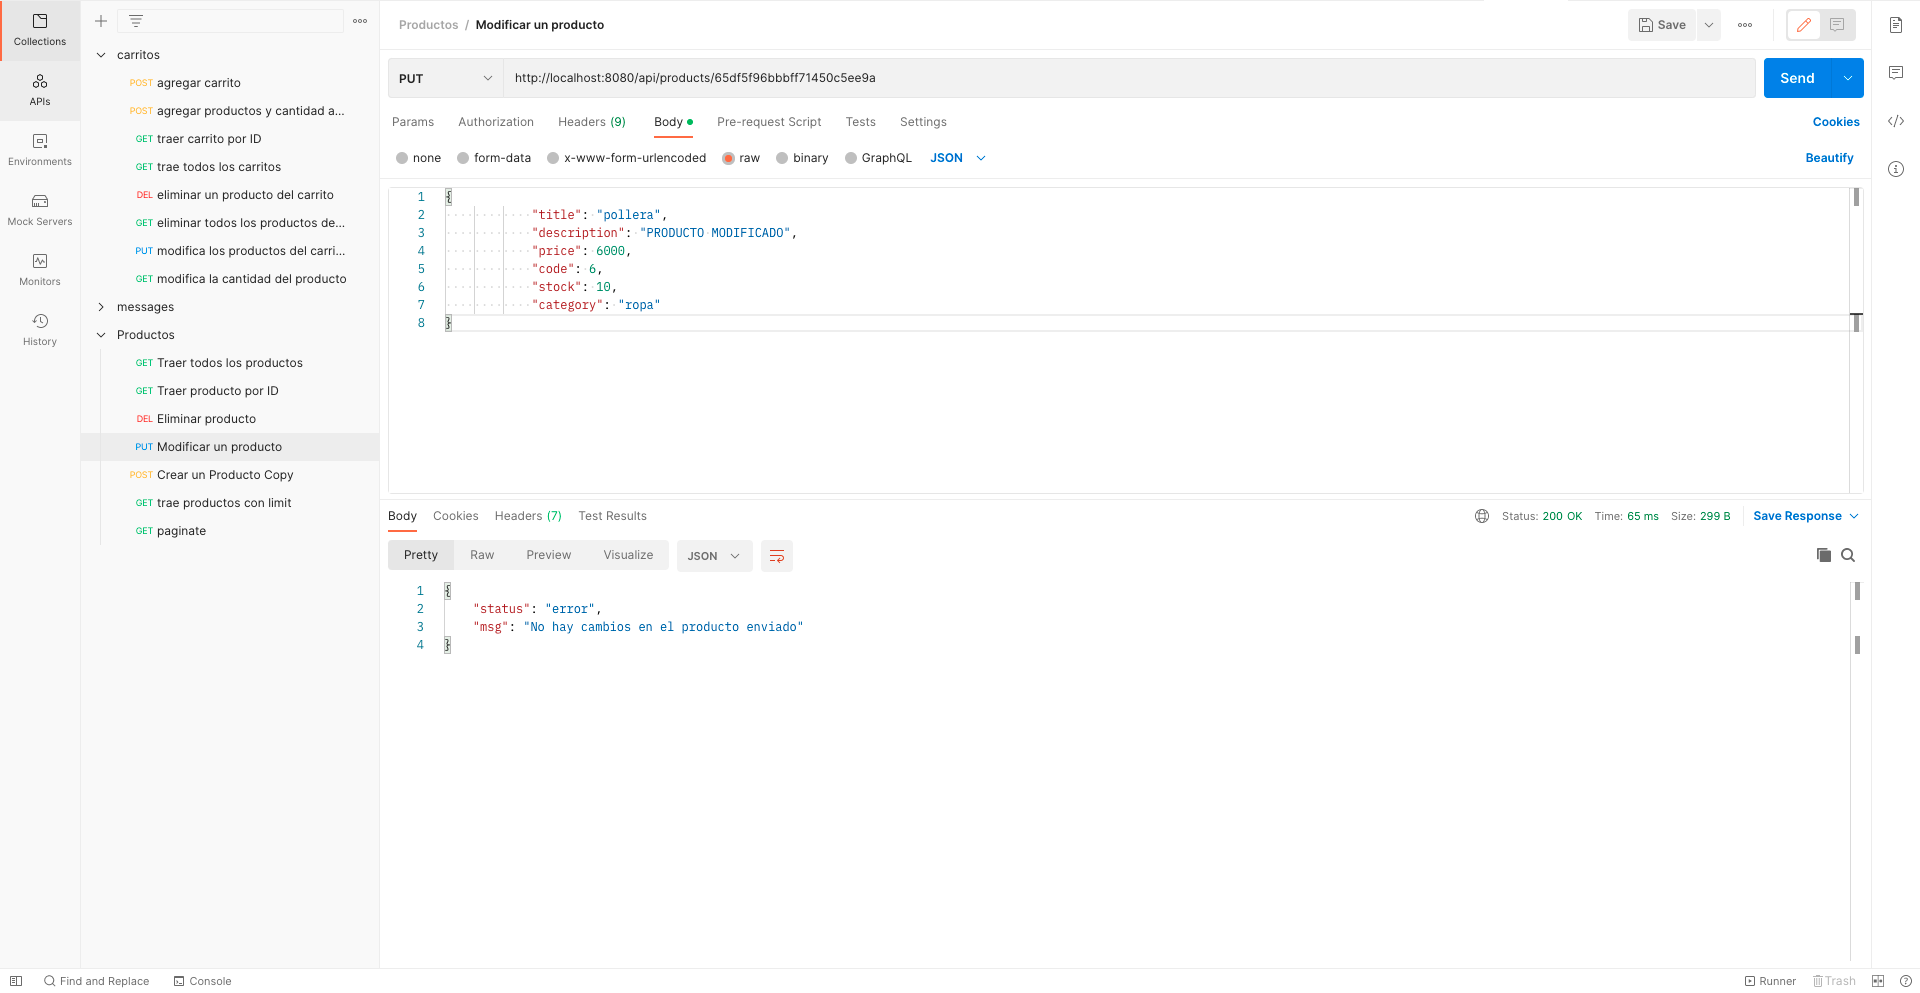 Collections
APIs
Environments
Mock Servers
Monitors
History
carritos
POST agregar carrito
POST agregar productos y cantidad a...
GET traer carrito por ID
GET trae todos los carritos
DEL eliminar un producto del carrito
GET eliminar todos los productos de...
PUT modifica los productos del carri...
GET modifica la cantidad del producto
messages
Productos
GET Traer todos los productos
GET Traer producto por ID
DEL Eliminar producto
PUT Modificar un producto
POST Crear un Producto Copy
GET trae productos con limit
GET paginate
Productos / Modificar un producto
Save
PUT http://localhost:8080/api/products/65df5f96bbbff71450c5ee9a Send
Params Authorization Headers (9) Body Pre-request Script Tests Settings Cookies
none form-data x-www-form-urlencoded raw binary GraphQL JSON Beautify
1 {
2 "title": "pollera",
3 "description": "PRODUCTO MODIFICADO",
4 "price": 6000,
5 "code": 6,
6 "stock": 10,
7 "category": "ropa"
8 }
Body Cookies Headers (7) Test Results Status: 200 OK Time: 65 ms Size: 299 B Save Response
Pretty Raw Preview Visualize JSON
1 {
2 "status": "error",
3 "msg": "No hay cambios en el producto enviado"
4 }
Find and Replace Console Runner Trash